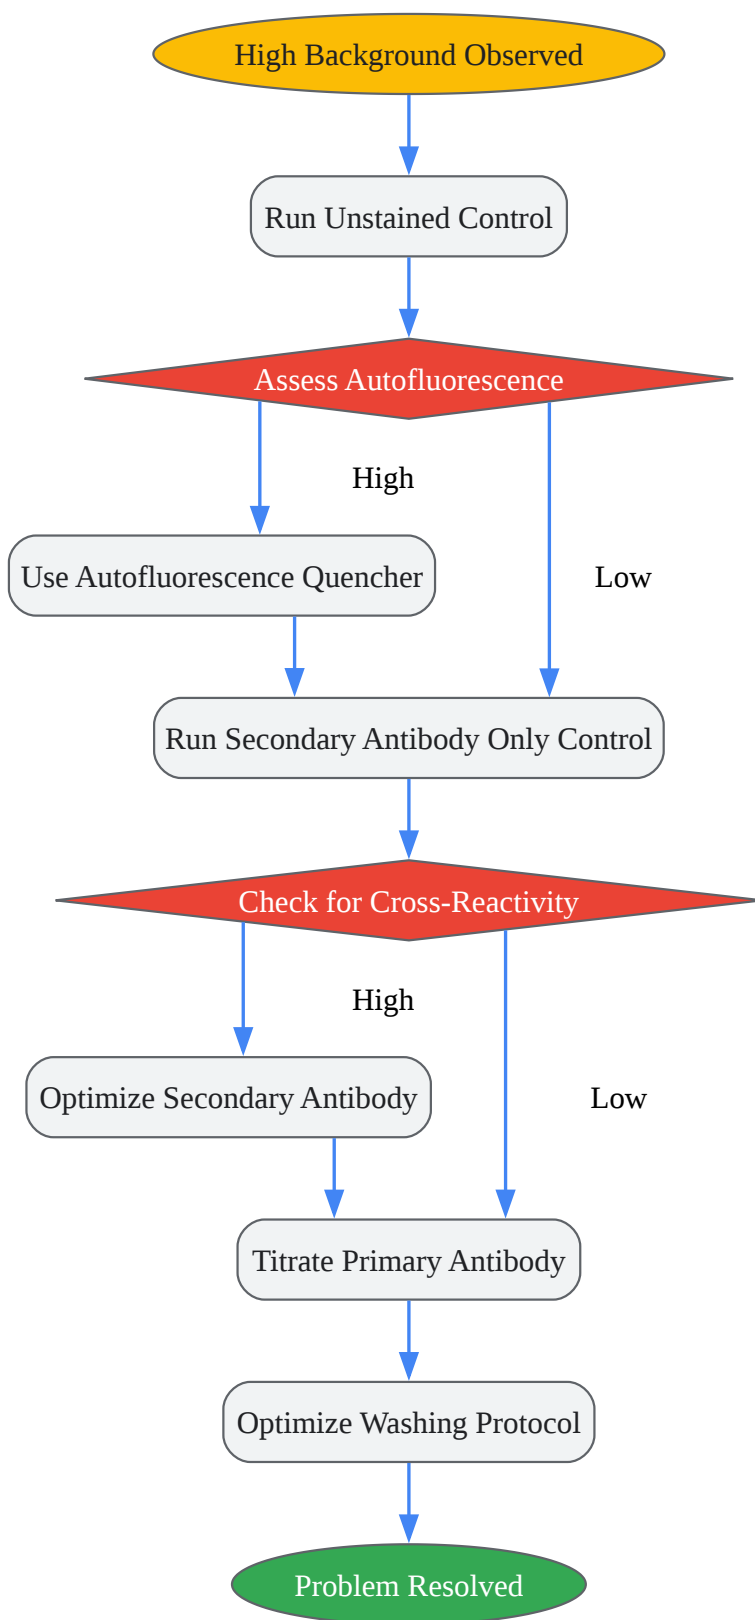 High Background Observed
Run Unstained Control
Assess Autofluorescence
High
Use Autofluorescence Quencher
Low
Run Secondary Antibody Only Control
Check for Cross-Reactivity
High
Optimize Secondary Antibody
Low
Titrate Primary Antibody
Optimize Washing Protocol
Problem Resolved